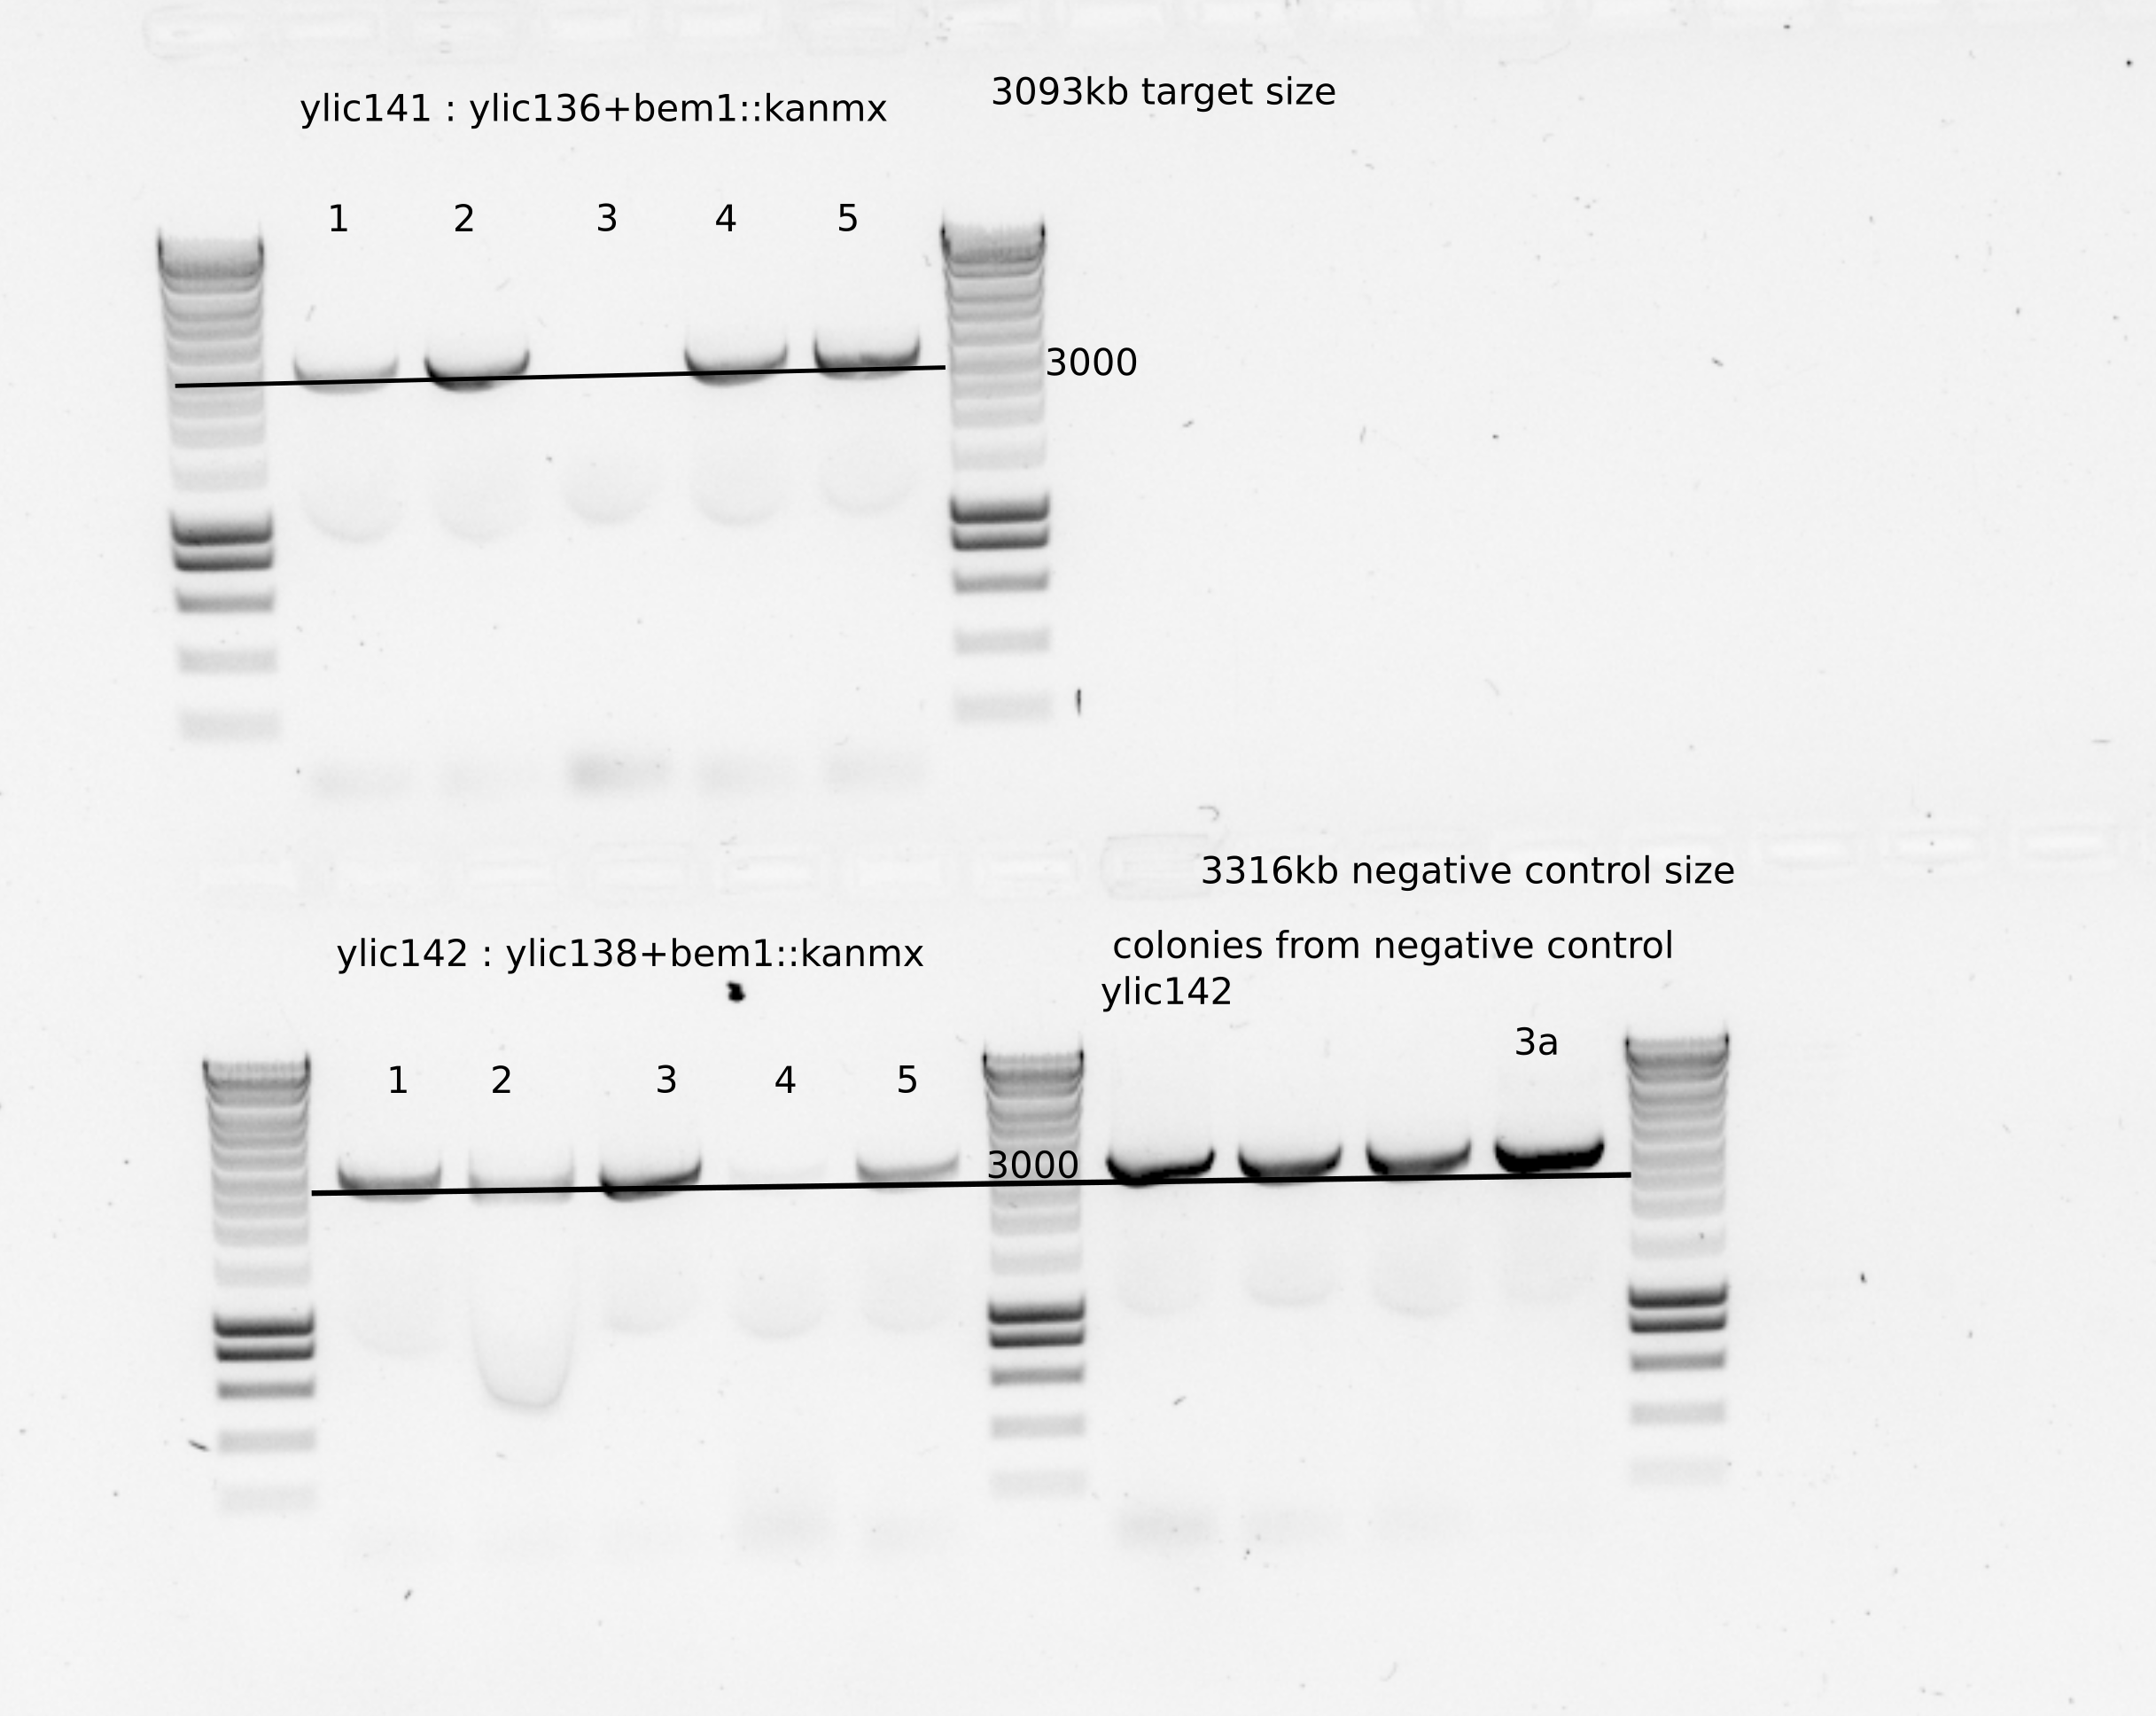 ylic141 : ylic136+bem1::kanmx
3093kb target size
1 2 3 4 5
3000
3316kb negative control size
ylic142 : ylic138+bem1::kanmx
colonies from negative control
ylic142
3a
1 2 3 4 5
3000